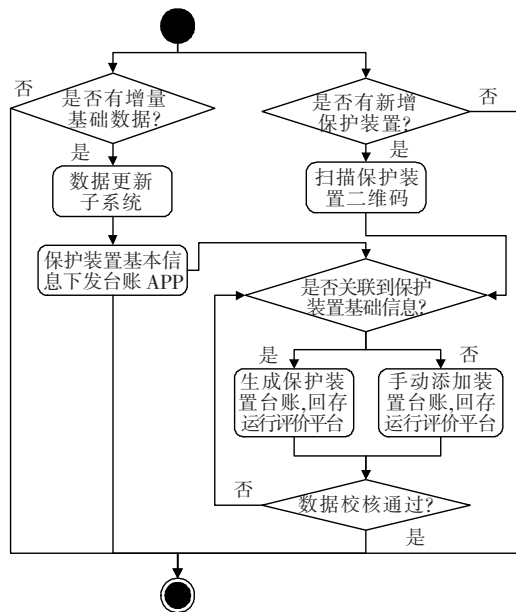 否
是否有增量
基础数据?
是
数据更新
子系统
保护装置基本信
息下发台账 APP
是否有新增
保护装置?
否
是
扫描保护装
置二维码
是否关联到保护
装置基础信息?
是
否
生成保护装
置台账,回存
运行评价平台
手动添加装
置台账,回存
运行评价平台
否
数据校核通过?
是